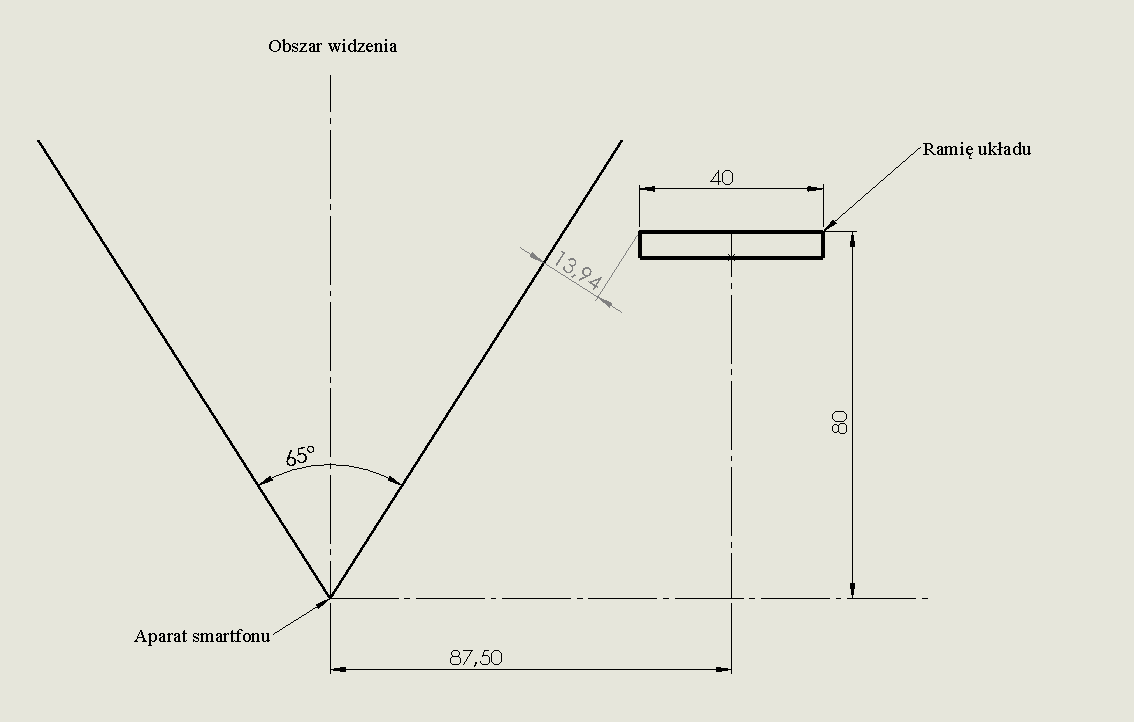 Obszar widzenia
Ramię układu
40
13,94
80
65°
Aparat smartfonu
87,50